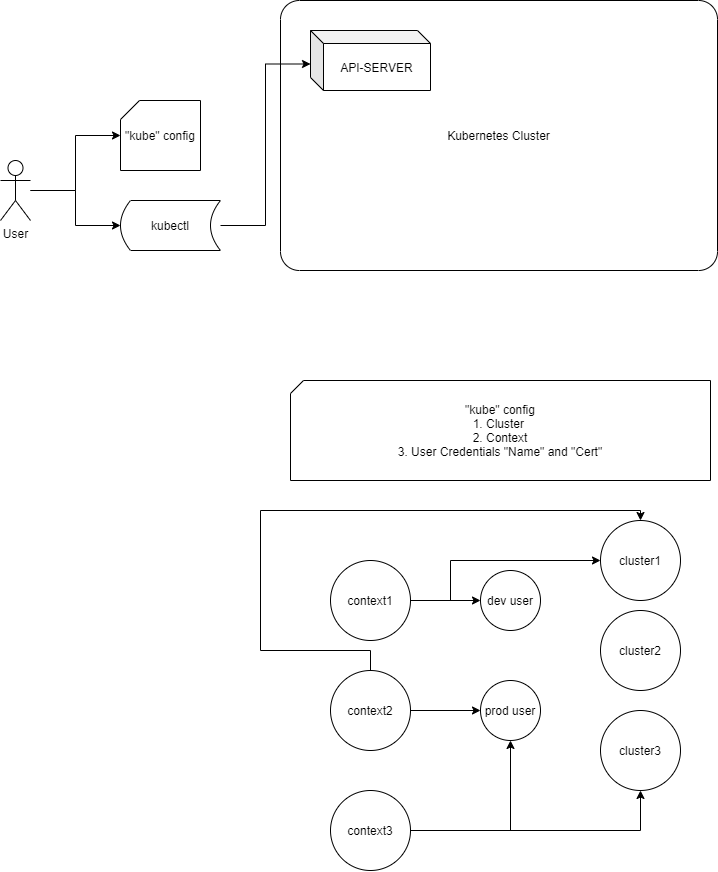 API-SERVER
"kube" config
Kubernetes Cluster
kubectl
User
"kube" config
1. Cluster
2. Context
3. User Credentials "Name" and "Cert"
cluster1
context1
dev user
cluster2
context2
prod user
cluster3
context3